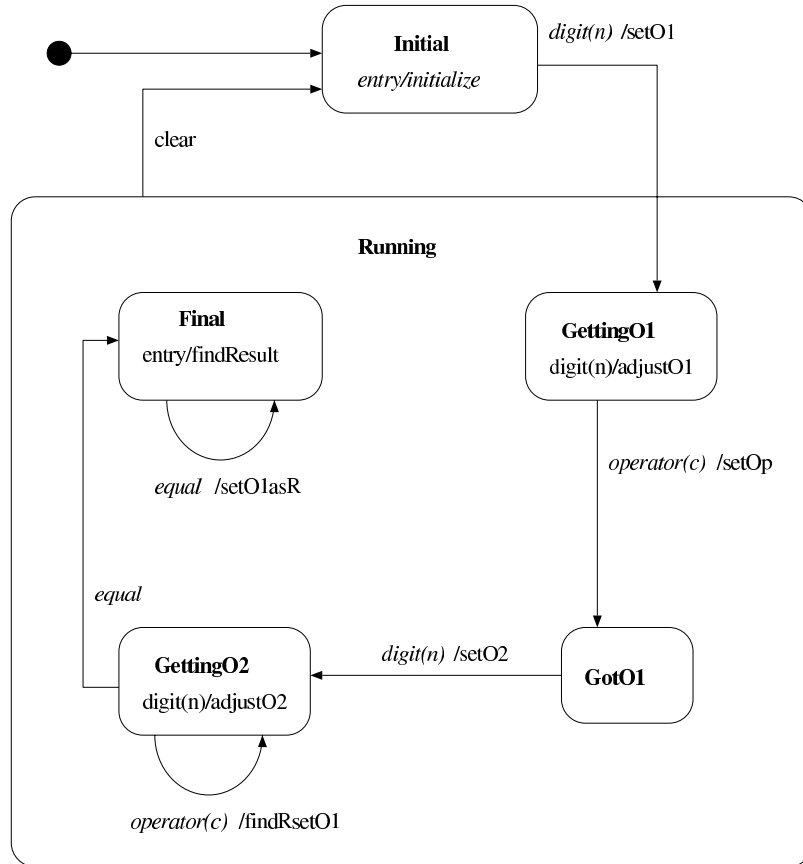 Initial
entry/initialize
digit(n) /setO1
clear
Running
Final
entry/findResult
GettingO1
digit(n)/adjustO1
equal /setO1asR
operator(c) /setOp
equal
GettingO2
digit(n)/adjustO2
digit(n) /setO2
GotO1
operator(c) /findRsetO1